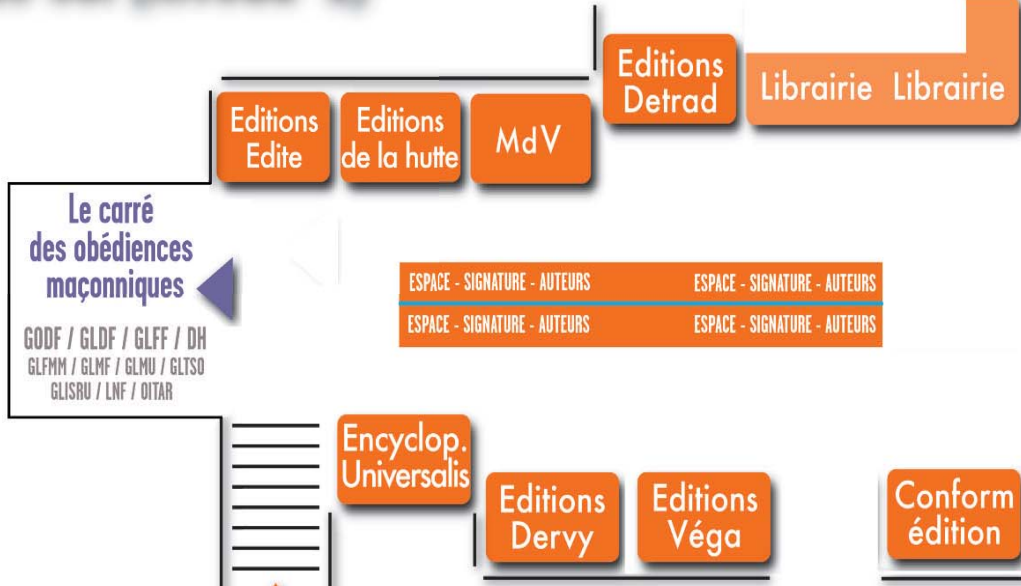 Editions
Detrad
Librairie Librairie
Editions
Edite
Editions
de la hutte
MdV
Le carré
des obédiences
maçonniques
GODF / GLDF / GLFF / DH
GLFMM / GLMF / GLMU / GLTSO
GLISRU / LNF / OITAR
ESPACE - SIGNATURE - AUTEURS
ESPACE - SIGNATURE - AUTEURS
ESPACE - SIGNATURE - AUTEURS
ESPACE - SIGNATURE - AUTEURS
Encyclop.
Universalis
Editions
Dervy
Editions
Véga
Conform
édition